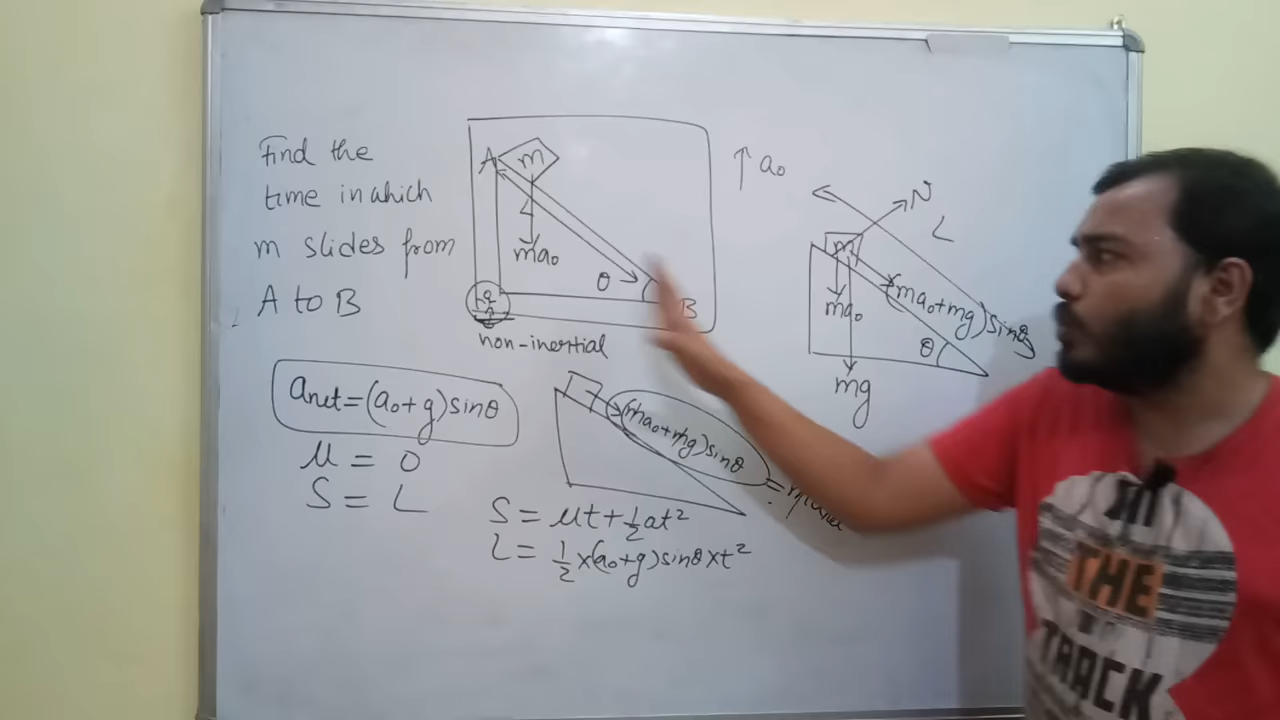 Find the
time in which
m slides from
A to B
A
m
ma₀
θ
B
non-inertial
↑ a₀
N
L
m
ma₀
(ma₀+mg)sinθ
θ
mg
aₙₑₜ=(a₀+g)sinθ
u = 0
S = L
(ma₀+mg)sinθ
S = ut+½at²
L = ½×(a₀+g)sinθ×t²
THE
TRACK